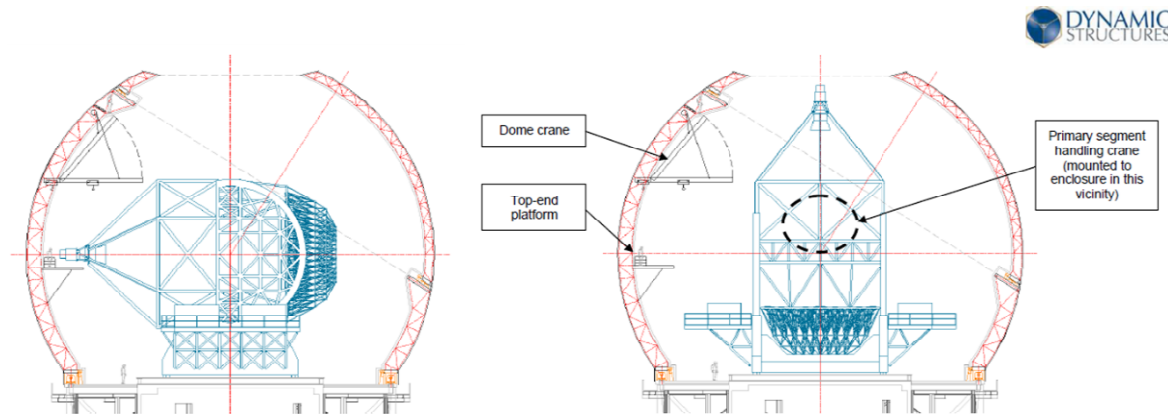 DYNAMIC
STRUCTURES
Dome crane
Top-end
platform
Primary segment
handling crane
(mounted to
enclosure in this
vicinity)